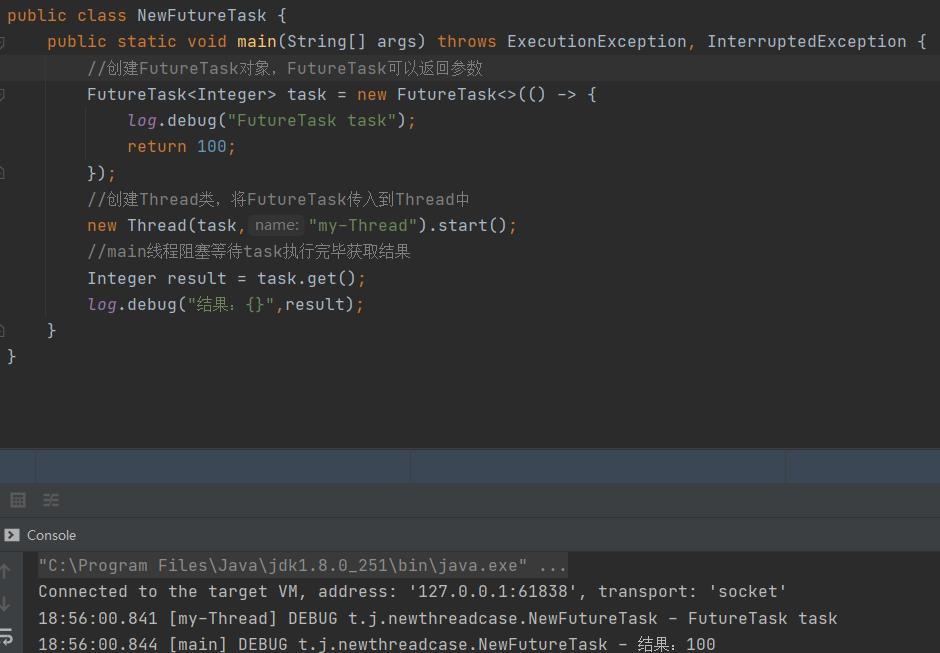 public class NewFutureTask {
public static void main(String[] args) throws ExecutionException, InterruptedException {
//创建FutureTask对象，FutureTask可以返回参数
FutureTask<Integer> task = new FutureTask<>(() -> {
log.debug("FutureTask task");
return 100;
});
//创建Thread类，将FutureTask传入到Thread中
new Thread(task, name: "my-Thread").start();
//main线程阻塞等待task执行完毕获取结果
Integer result = task.get();
log.debug("结果：{}",result);
}
}
Console
"C:\Program Files\Java\jdk1.8.0_251\bin\java.exe" ...
Connected to the target VM, address: '127.0.0.1:61838', transport: 'socket'
18:56:00.841 [my-Thread] DEBUG t.j.newthreadcase.NewFutureTask - FutureTask task
18:56:00.844 [main] DEBUG t.j.newthreadcase.NewFutureTask - 结果：100